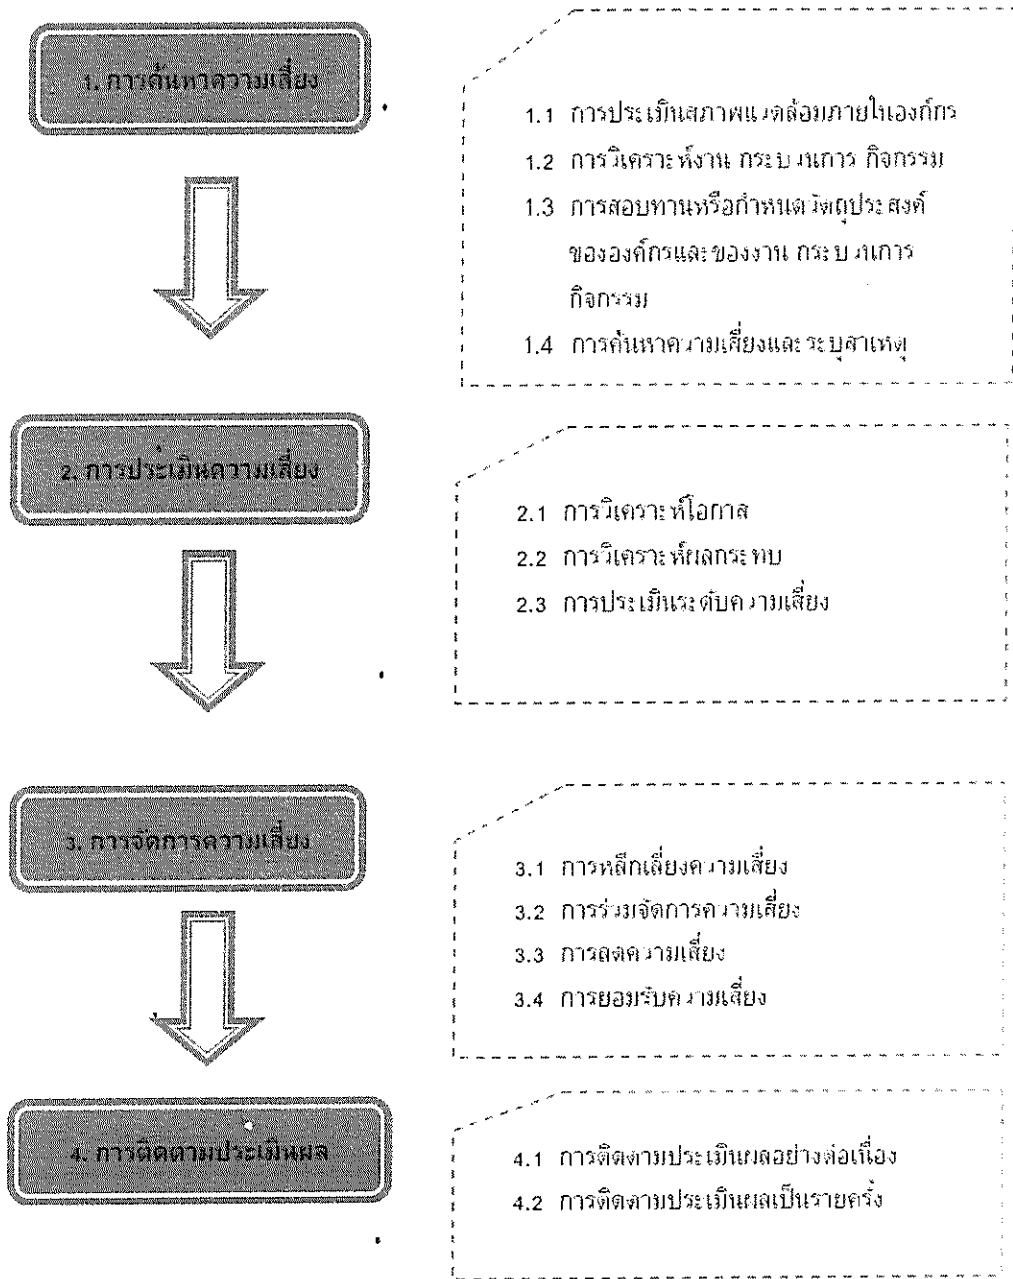 1. การค้นหาความเสี่ยง
1.1 การประเมินสภาพแวดล้อมภายในองค์กร
1.2 การวิเคราะห์งาน กระบวนการ กิจกรรม
1.3 การสอบทานหรือกำหนดวัตถุประสงค์
ขององค์กรและของงาน กระบวนการ
กิจกรรม
1.4 การค้นหาความเสี่ยงและระบุสาเหตุ
2. การประเมินความเสี่ยง
2.1 การวิเคราะห์โอกาส
2.2 การวิเคราะห์ผลกระทบ
2.3 การประเมินระดับความเสี่ยง
3. การจัดการความเสี่ยง
3.1 การหลีกเลี่ยงความเสี่ยง
3.2 การร่วมจัดการความเสี่ยง
3.3 การลดความเสี่ยง
3.4 การยอมรับความเสี่ยง
4. การติดตามประเมินผล
4.1 การติดตามประเมินผลอย่างต่อเนื่อง
4.2 การติดตามประเมินผลเป็นรายครั้ง